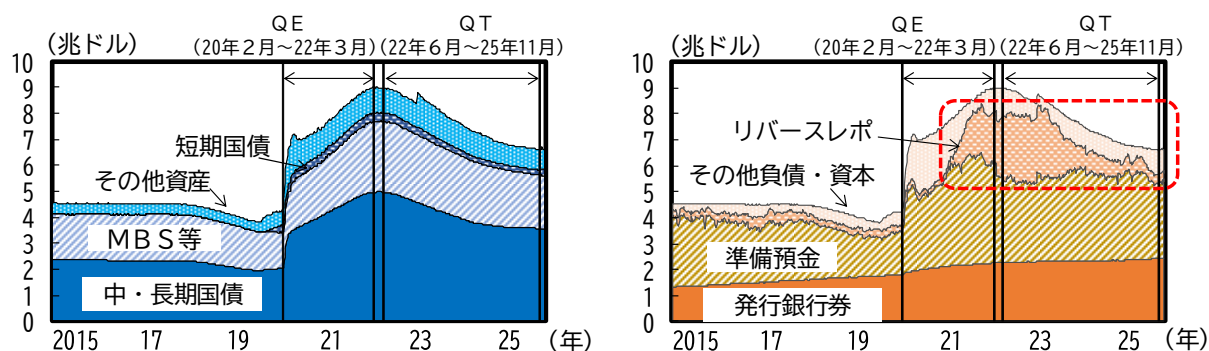 QE
QT
(兆ドル)
(20年2月~22年3月)
(22年6月~25年11月)
10
9
8
7
6
5
4
3
2
1
0
短期国債
その他資産
MBS等
中・長期国債
2015
17
19
21
23
25
(年)
QE
QT
(兆ドル)
(20年2月~22年3月)
(22年6月~25年11月)
10
9
8
7
6
5
4
3
2
1
0
リバースレポ
その他負債・資本
準備預金
発行銀行券
2015
17
19
21
23
25
(年)